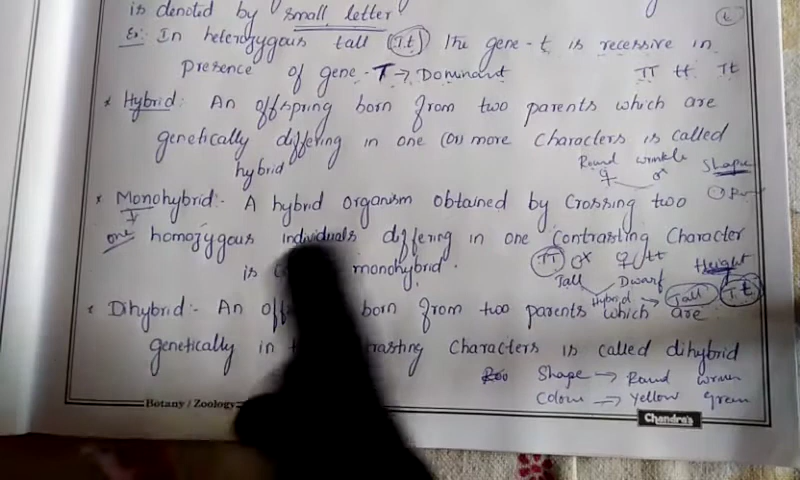 is denoted by small letter
t
Ex: In heterozygous tall (T.t) The gene-t is recessive in
presence of gene-T → Dominant TT tt Tt
* Hybrid: An offspring born from two parents which are
genetically differing in one (or) more characters is called
hybrid
Round wrinkle Shape
♀ ♂
* Monohybrid:- A hybrid organism obtained by crossing two
one homozygous individuals differing in one contrasting character
is monohybrid.
TT ♂ ♀ tt Height
Tall Dwarf
Hybrid → Tall T.t
* Dihybrid:- An born from two parents which are
genetically in characters is called dihybrid
Shape → Round
Colour → yellow green
Botany / Zoology
Chandra's